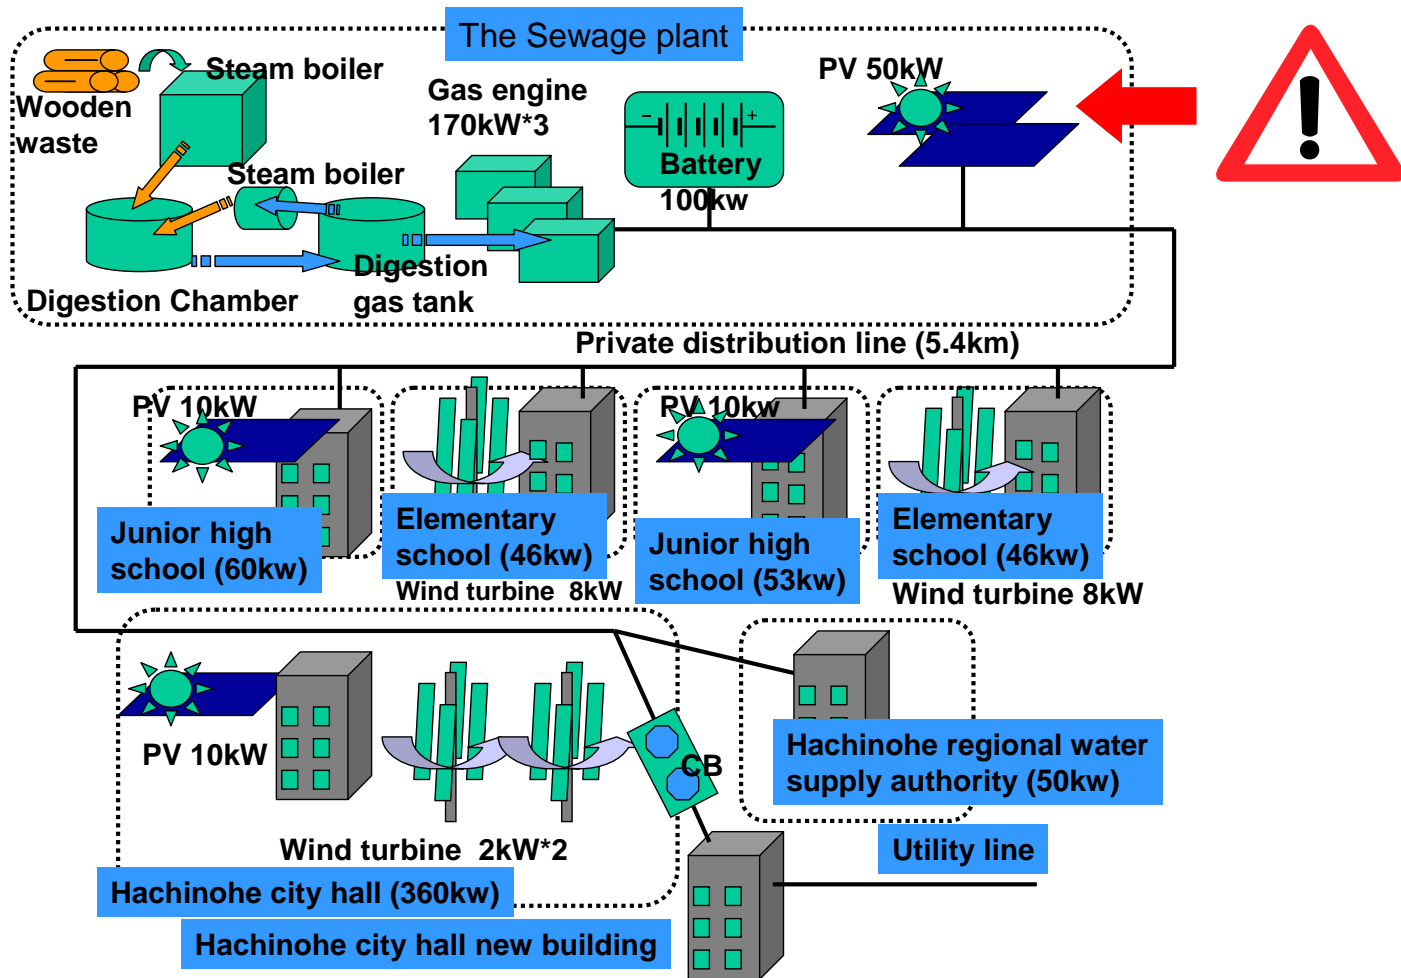 The Sewage plant
Steam boiler
Wooden
waste
Gas engine
170kW*3
PV 50kW
− +
Battery
100kw
Steam boiler
Digestion
gas tank
Digestion Chamber
Private distribution line (5.4km)
PV 10kW
PV 10kw
Junior high
school (60kw)
Elementary
school (46kw)
Wind turbine 8kW
Junior high
school (53kw)
Elementary
school (46kw)
Wind turbine 8kW
PV 10kW
CB
Hachinohe regional water
supply authority (50kw)
Wind turbine 2kW*2
Utility line
Hachinohe city hall (360kw)
Hachinohe city hall new building
!